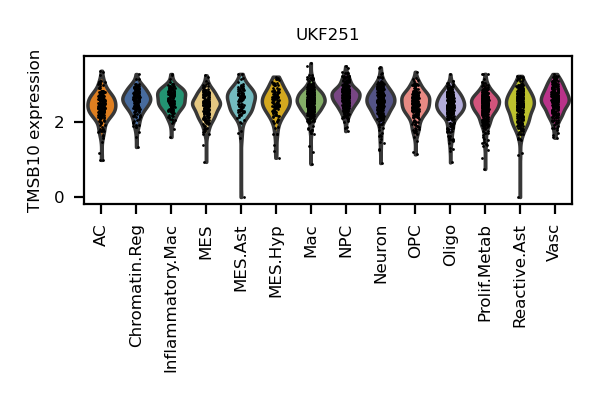 UKF251
TMSB10 expression
2
0
AC
Chromatin.Reg
Inflammatory.Mac
MES
MES.Ast
MES.Hyp
Mac
NPC
Neuron
OPC
Oligo
Prolif.Metab
Reactive.Ast
Vasc